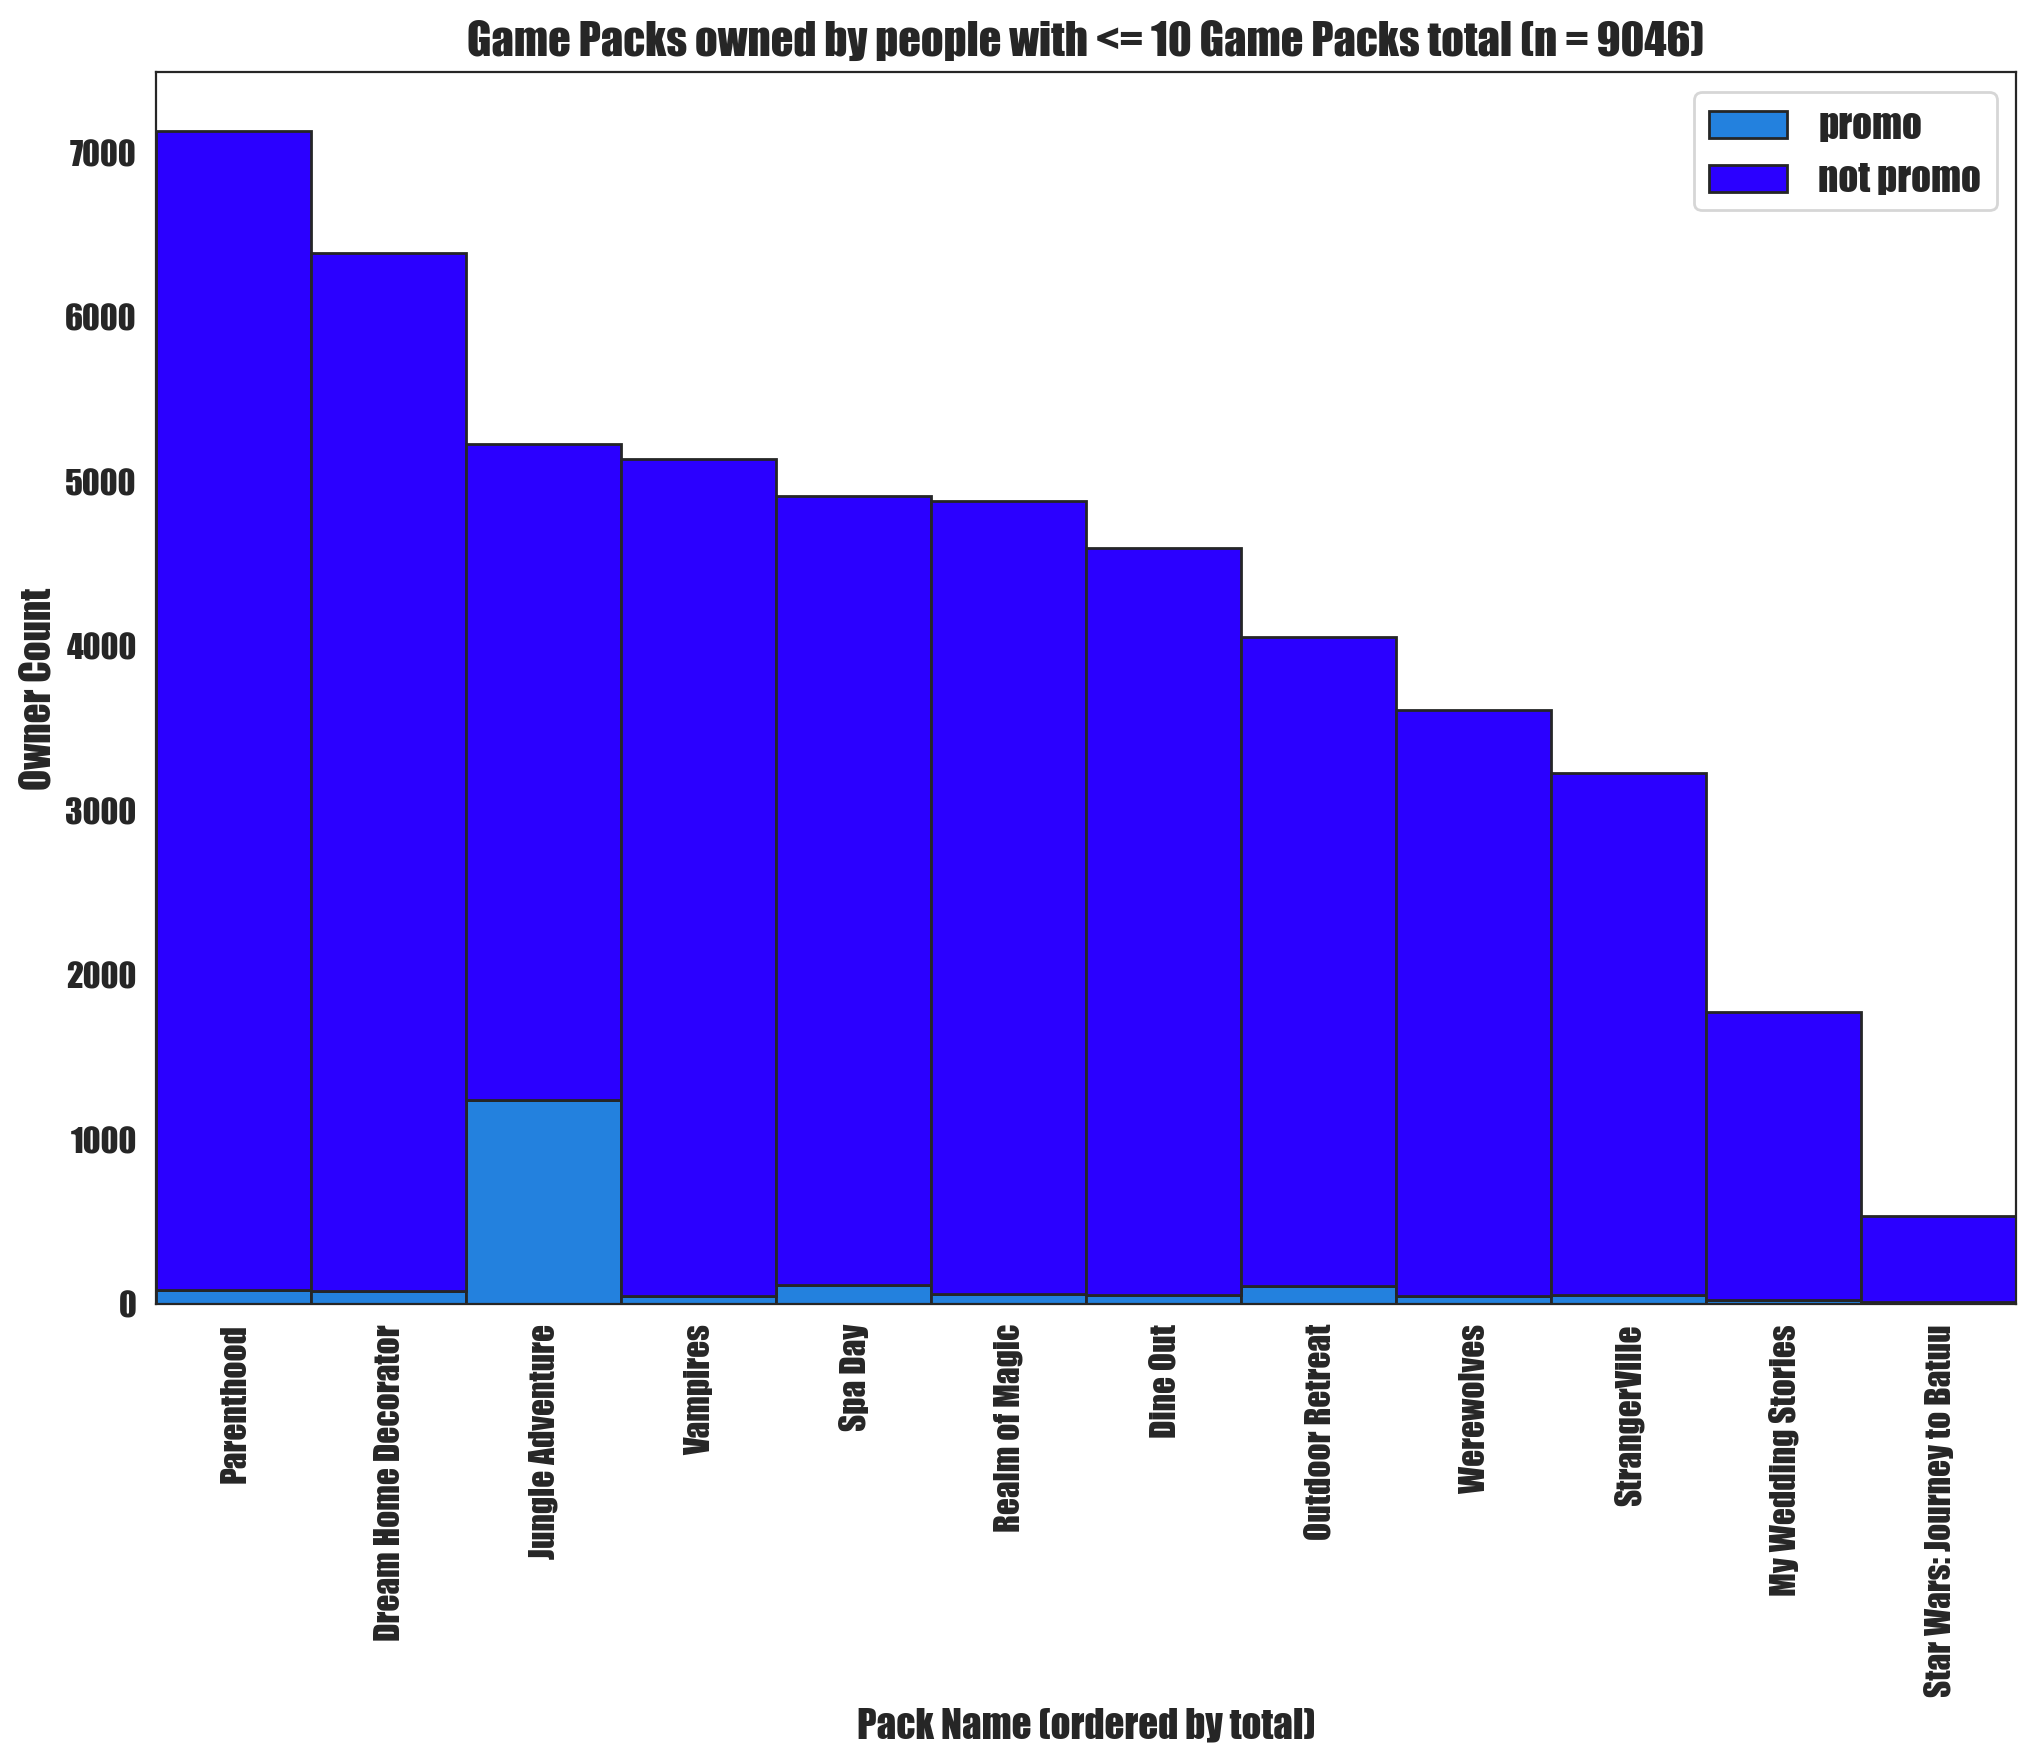 Game Packs owned by people with <= 10 Game Packs total (n = 9046)
promo
not promo
7000
6000
5000
4000
3000
2000
1000
0
Owner Count
Parenthood
Dream Home Decorator
Jungle Adventure
Vampires
Spa Day
Realm of Magic
Dine Out
Outdoor Retreat
Werewolves
StrangerVille
My Wedding Stories
Star Wars: Journey to Batuu
Pack Name (ordered by total)